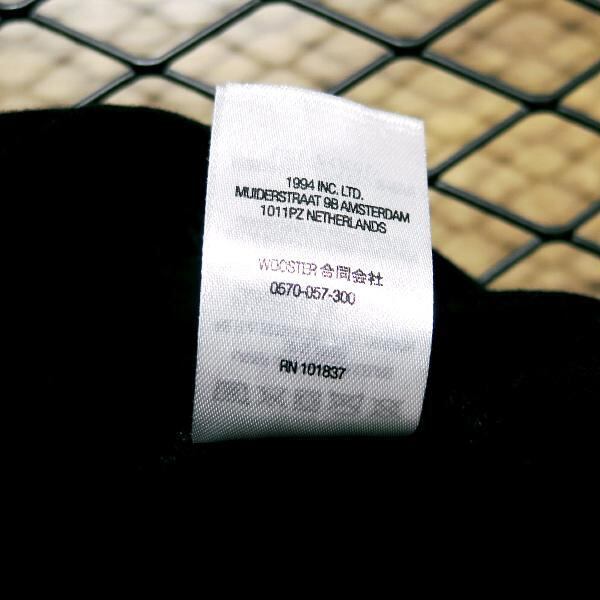 1994 INC. LTD.
MUIDERSTRAAT 9B AMSTERDAM
1011PZ NETHERLANDS
WOOSTER 合同会社
0570-057-300
RN 101837